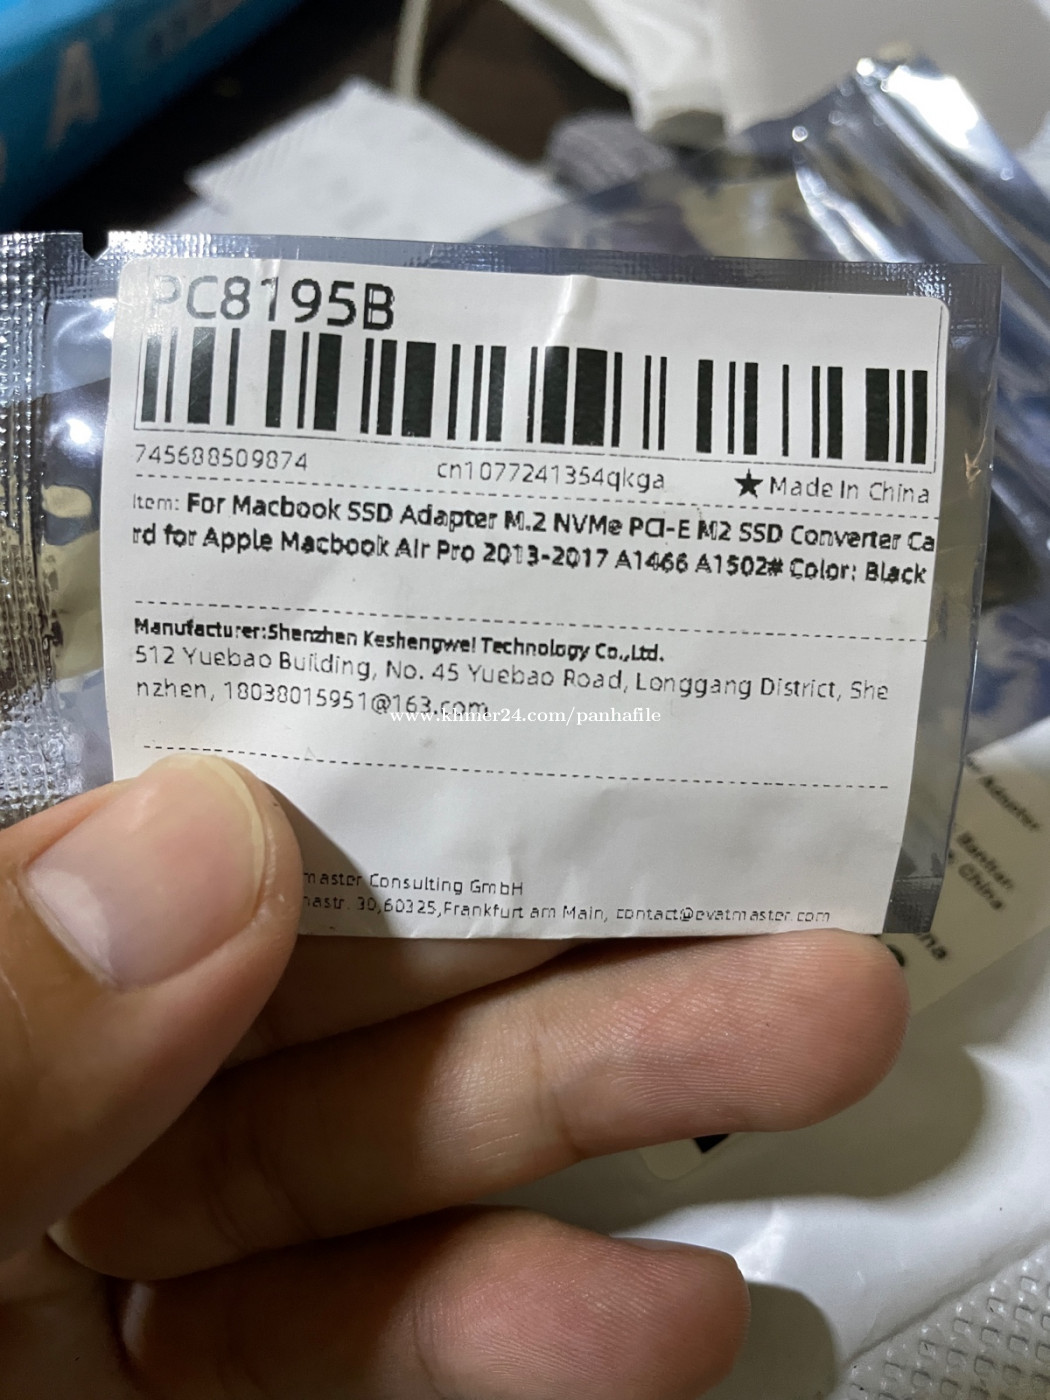 A
PC8195B
745688509874 cn1077241354qkga ★ Made In China
Item: For Macbook SSD Adapter M.2 NVMe PCI-E M2 SSD Converter Ca
rd for Apple Macbook Air Pro 2013-2017 A1466 A1502# Color: Black
Manufacturer:Shenzhen Keshengwei Technology Co.,Ltd.
512 Yuebao Building, No. 45 Yuebao Road, Longgang District, She
nzhen, 18038015951@163.com
www.khmer24.com/panhafile
master Consulting GmbH
nastr. 30,60325,Frankfurt am Main, contact@evatmaster.com
Adapter
China